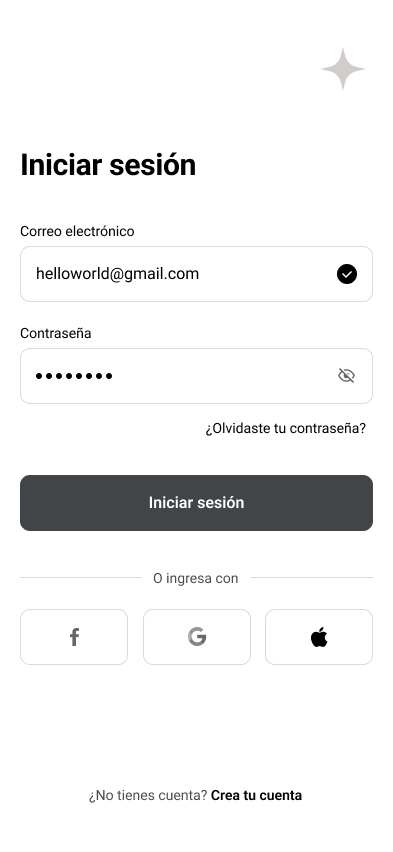 Iniciar sesión
Correo electrónico
helloworld@gmail.com
Contraseña
¿Olvidaste tu contraseña?
Iniciar sesión
O ingresa con
¿No tienes cuenta? Crea tu cuenta